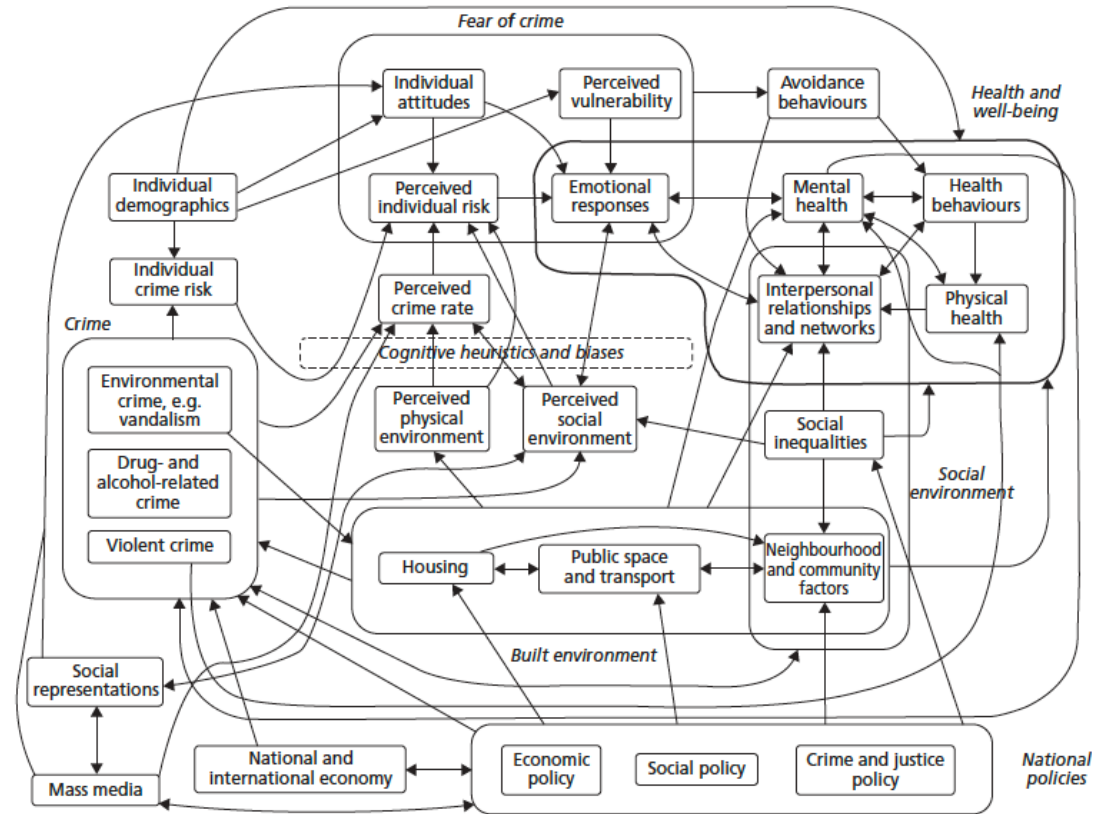 Fear of crime
Individual
attitudes
Perceived
vulnerability
Avoidance
behaviours
Health and
well-being
Individual
demographics
Perceived
individual risk
Emotional
responses
Mental
health
Health
behaviours
Individual
crime risk
Perceived
crime rate
Interpersonal
relationships
and networks
Physical
health
Crime
Cognitive heuristics and biases
Environmental
crime, e.g.
vandalism
Perceived
physical
environment
Perceived
social
environment
Social
inequalities
Drug- and
alcohol-related
crime
Social
environment
Violent crime
Housing
Public space
and transport
Neighbourhood
and community
factors
Built environment
Social
representations
National and
international economy
Economic
policy
Social policy
Crime and justice
policy
National
policies
Mass media